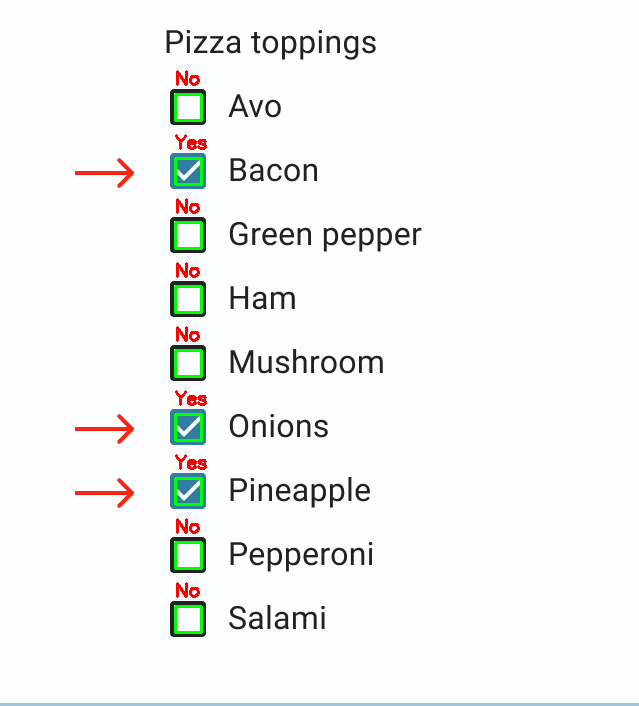 Pizza toppings
No
Avo
Yes
Bacon
No
Green pepper
No
Ham
No
Mushroom
Yes
Onions
Yes
Pineapple
No
Pepperoni
No
Salami